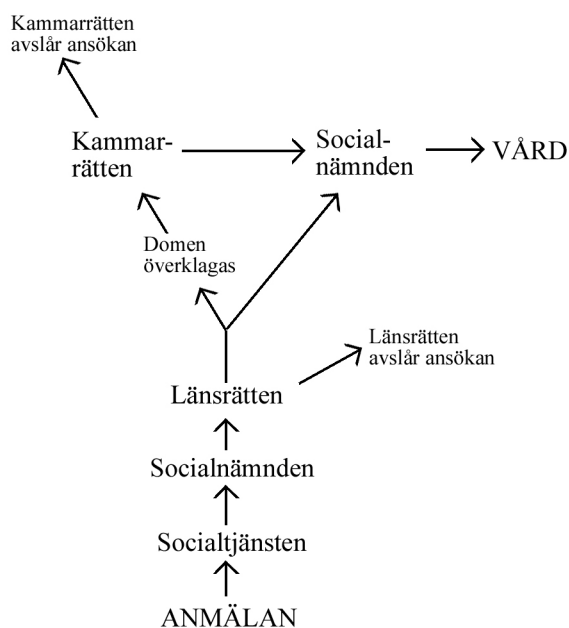 Kammarrätten
avslår ansökan
Kammar-
rätten
Social-
nämnden
VÅRD
Domen
överklagas
Länsrätten
avslår ansökan
Länsrätten
Socialnämnden
Socialtjänsten
ANMÄLAN